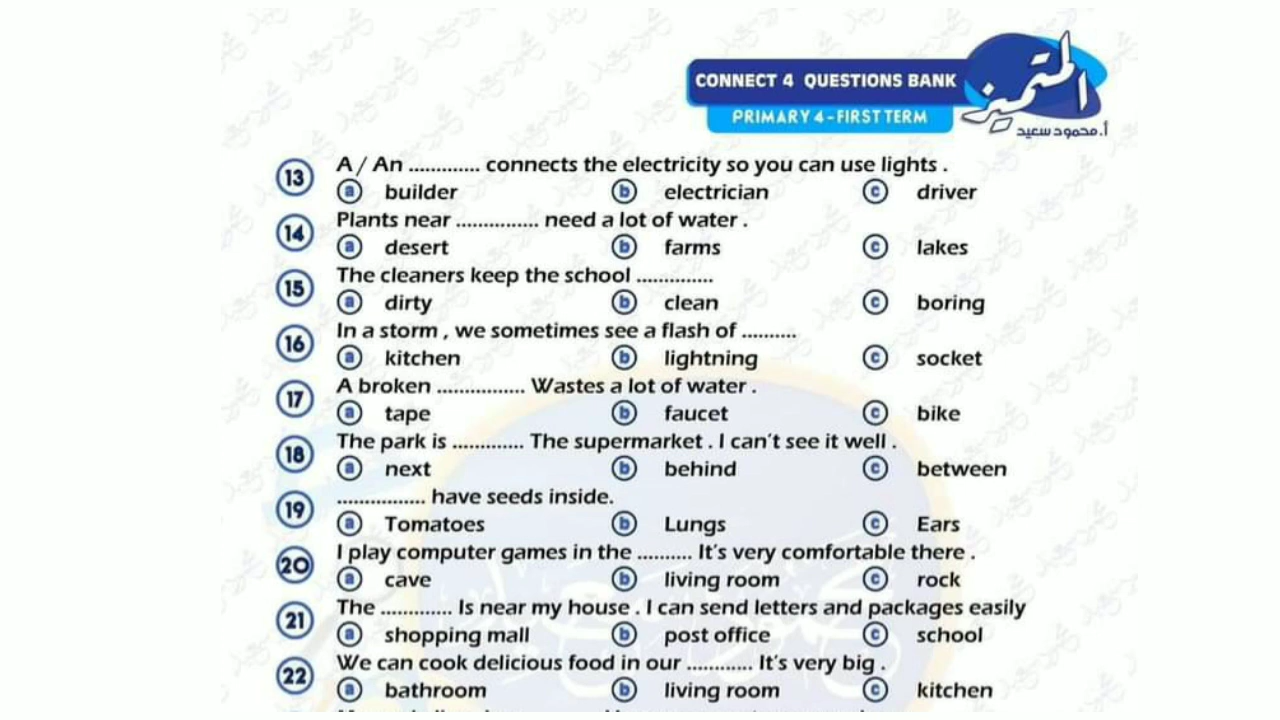 CONNECT 4 QUESTIONS BANK
PRIMARY 4 - FIRST TERM
المتميز
أ. محمود سعيد
13 A / An ............. connects the electricity so you can use lights .
a builder b electrician c driver
14 Plants near ............... need a lot of water .
a desert b farms c lakes
15 The cleaners keep the school ..............
a dirty b clean c boring
16 In a storm , we sometimes see a flash of ..........
a kitchen b lightning c socket
17 A broken ................ Wastes a lot of water .
a tape b faucet c bike
18 The park is ............. The supermarket . I can't see it well .
a next b behind c between
19 ................ have seeds inside.
a Tomatoes b Lungs c Ears
20 I play computer games in the .......... It's very comfortable there .
a cave b living room c rock
21 The ............. Is near my house . I can send letters and packages easily
a shopping mall b post office c school
22 We can cook delicious food in our ............ It's very big .
a bathroom b living room c kitchen